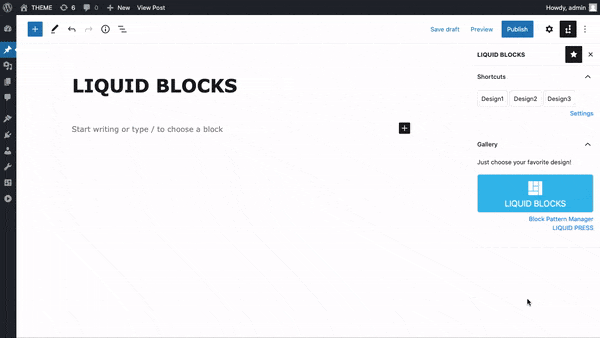 THEME 6 0 New View Post Howdy, admin
Save draft Preview Publish
LIQUID BLOCKS
LIQUID BLOCKS
Start writing or type / to choose a block
Shortcuts
Design1 Design2 Design3
Settings
Gallery
Just choose your favorite design!
LIQUID BLOCKS
Block Pattern Manager
LIQUID PRESS